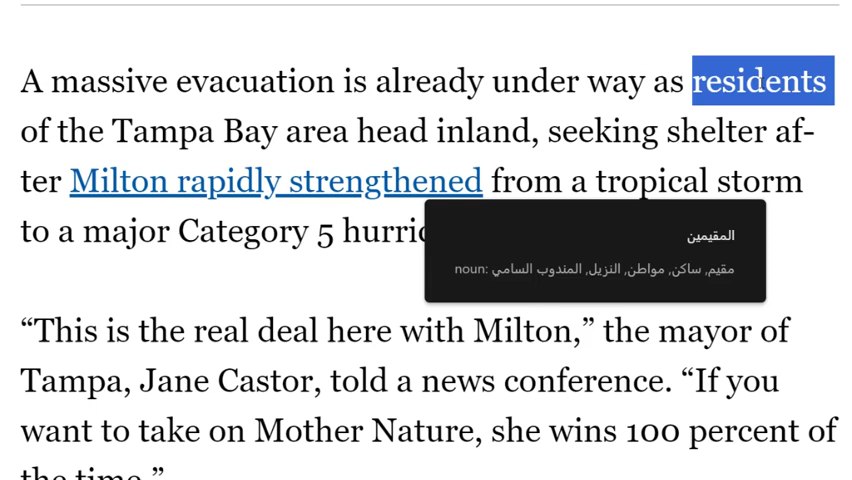 A massive evacuation is already under way as residents
of the Tampa Bay area head inland, seeking shelter af-
ter Milton rapidly strengthened from a tropical storm
to a major Category 5 hurric
المقيمين
noun: مقيم, ساكن, مواطن, النزيل, المندوب السامي
“This is the real deal here with Milton,” the mayor of
Tampa, Jane Castor, told a news conference. “If you
want to take on Mother Nature, she wins 100 percent of
the time.”